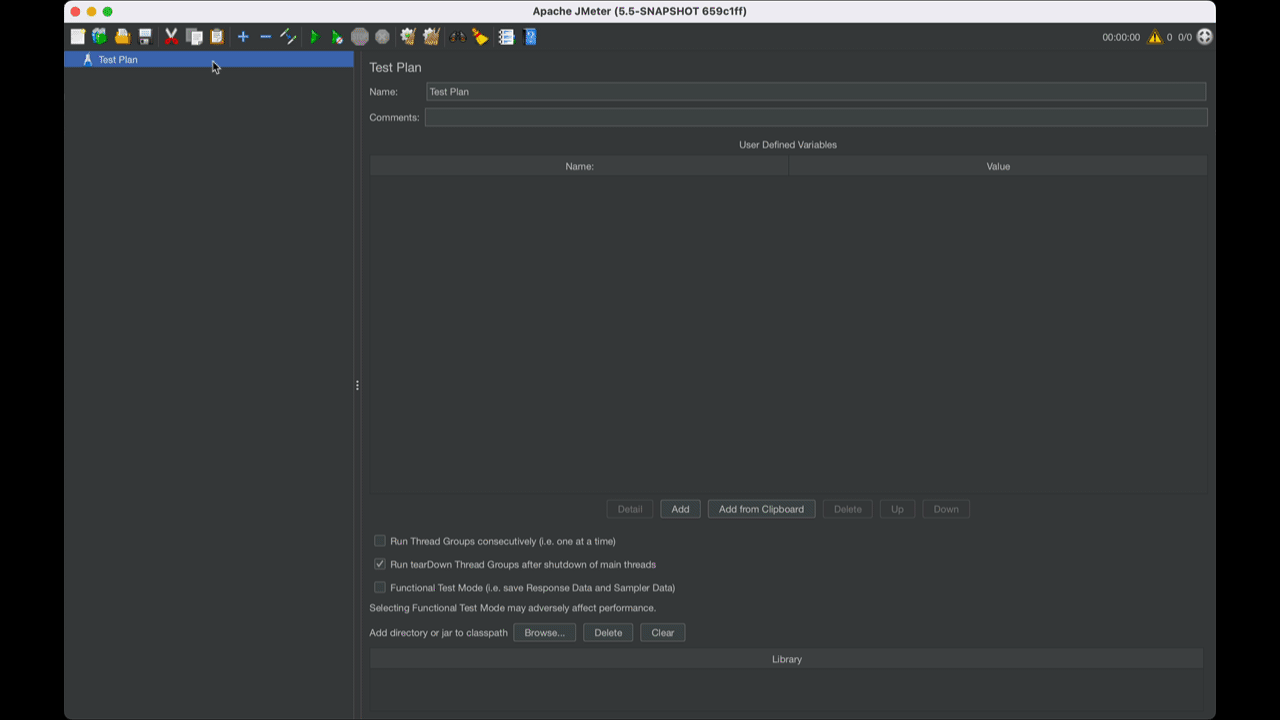 Apache JMeter (5.5-SNAPSHOT 659c1ff)
00:00:00 0 0/0
Test Plan
Test Plan
Name: Test Plan
Comments:
User Defined Variables
Name: Value
Detail Add Add from Clipboard Delete Up Down
Run Thread Groups consecutively (i.e. one at a time)
Run tearDown Thread Groups after shutdown of main threads
Functional Test Mode (i.e. save Response Data and Sampler Data)
Selecting Functional Test Mode may adversely affect performance.
Add directory or jar to classpath Browse... Delete Clear
Library